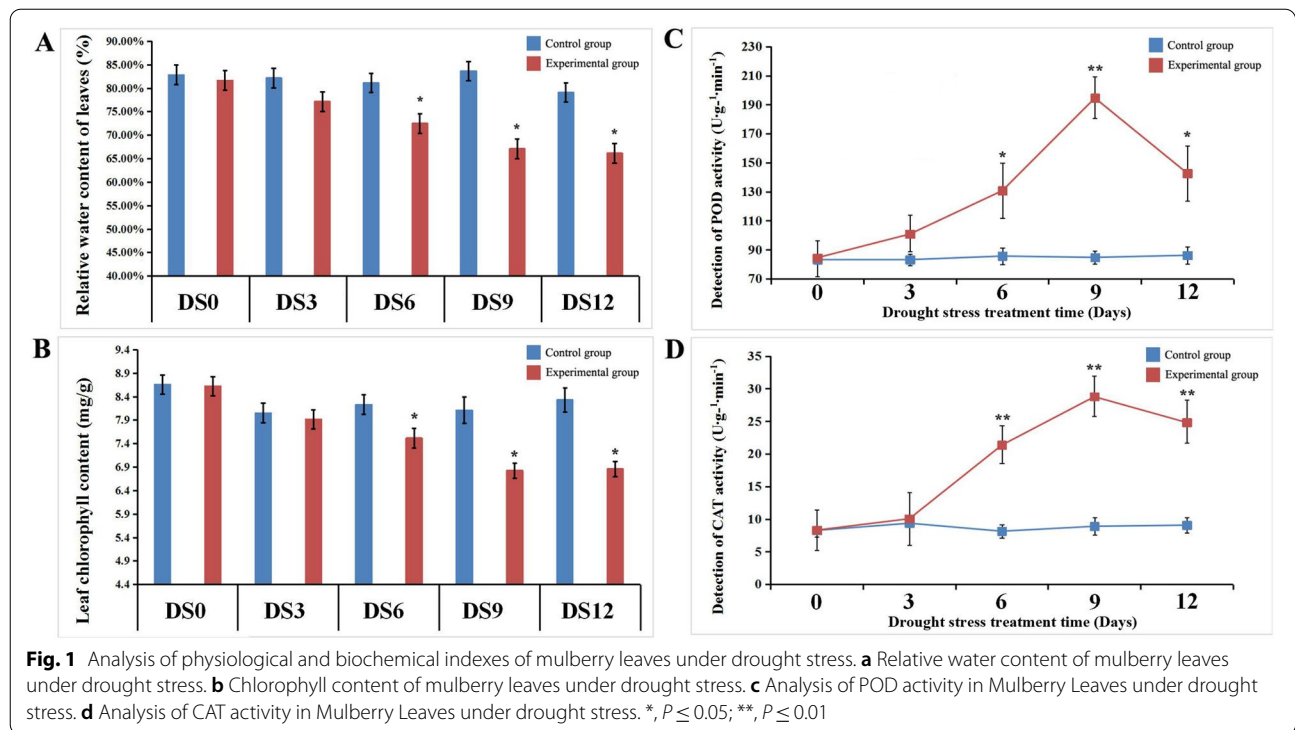 A
Relative water content of leaves (%)
90.00%
85.00%
80.00%
75.00%
70.00%
65.00%
60.00%
55.00%
50.00%
45.00%
40.00%
Control group
Experimental group
*
*
*
DS0 DS3 DS6 DS9 DS12
B
Leaf chlorophyll content (mg/g)
9.4
8.9
8.4
7.9
7.4
6.9
6.4
5.9
5.4
4.9
4.4
Control group
Experimental group
*
*
*
DS0 DS3 DS6 DS9 DS12
C
Detection of POD activity (U·g-¹·min-¹)
230
210
190
170
150
130
110
90
70
Control group
Experimental group
*
**
*
0 3 6 9 12
Drought stress treatment time (Days)
D
Detection of CAT activity (U·g-¹·min-¹)
35
30
25
20
15
10
5
0
Control group
Experimental group
**
**
**
0 3 6 9 12
Drought stress treatment time (Days)
Fig. 1 Analysis of physiological and biochemical indexes of mulberry leaves under drought stress. a Relative water content of mulberry leaves
under drought stress. b Chlorophyll content of mulberry leaves under drought stress. c Analysis of POD activity in Mulberry Leaves under drought
stress. d Analysis of CAT activity in Mulberry Leaves under drought stress. *, P ≤ 0.05; **, P ≤ 0.01